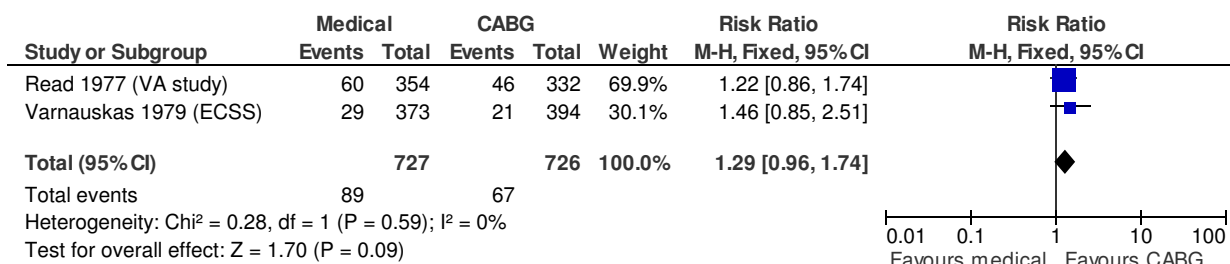 Medical CABG Risk Ratio Risk Ratio
Study or Subgroup Events Total Events Total Weight M-H, Fixed, 95% CI M-H, Fixed, 95% CI
Read 1977 (VA study) 60 354 46 332 69.9% 1.22 [0.86, 1.74]
Varnauskas 1979 (ECSS) 29 373 21 394 30.1% 1.46 [0.85, 2.51]
Total (95% CI) 727 726 100.0% 1.29 [0.96, 1.74]
Total events 89 67
Heterogeneity: Chi² = 0.28, df = 1 (P = 0.59); I² = 0%
Test for overall effect: Z = 1.70 (P = 0.09)
0.01 0.1 1 10 100
Favours medical Favours CABG